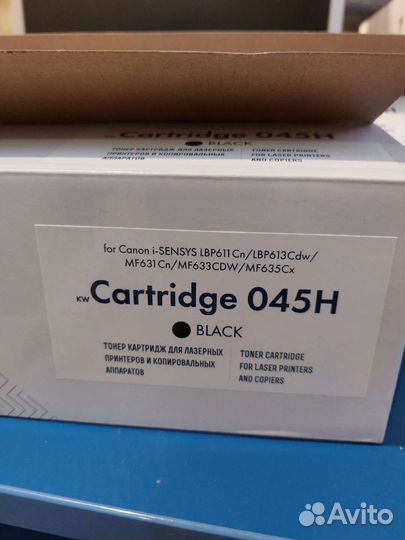 KW Cartridge 045H
BLACK
ТОНЕР КАРТРИДЖ ДЛЯ ЛАЗЕРНЫХ
ПРИНТЕРОВ И КОПИРОВАЛЬНЫХ
АППАРАТОВ
TONER CARTRIDGE
FOR LASER PRINTERS
AND COPIERS
for Canon i-SENSYS LBP611Cn/LBP613Cdw/
MF631Cn/MF633CDW/MF635Cx
KW Cartridge 045H
BLACK
ТОНЕР КАРТРИДЖ ДЛЯ ЛАЗЕРНЫХ
ПРИНТЕРОВ И КОПИРОВАЛЬНЫХ
АППАРАТОВ
TONER CARTRIDGE
FOR LASER PRINTERS
AND COPIERS
Avito